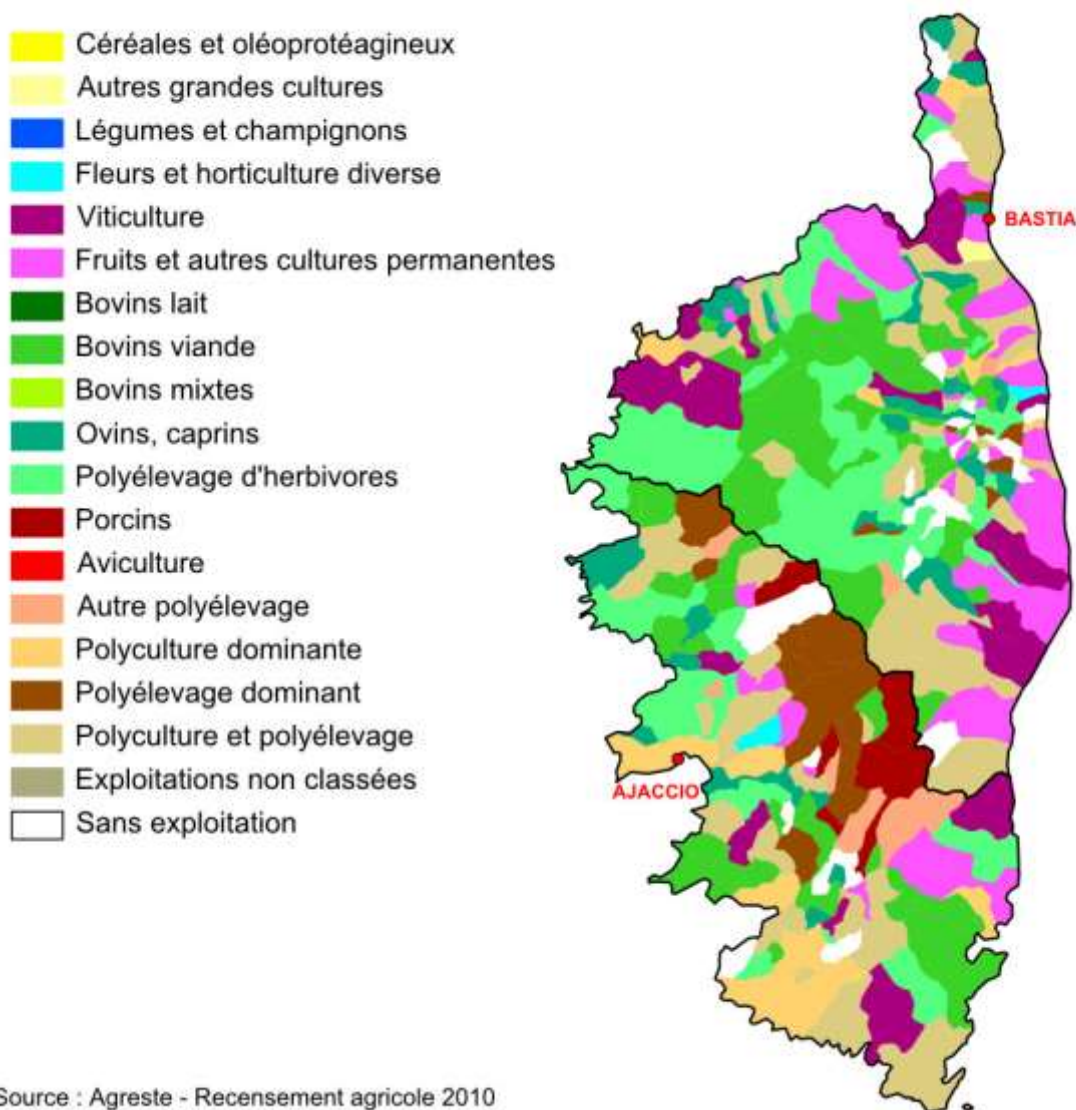 Céréales et oléoprotéagineux
Autres grandes cultures
Légumes et champignons
Fleurs et horticulture diverse
Viticulture
Fruits et autres cultures permanentes
Bovins lait
Bovins viande
Bovins mixtes
Ovins, caprins
Polyélevage d'herbivores
Porcins
Aviculture
Autre polyélevage
Polyculture dominante
Polyélevage dominant
Polyculture et polyélevage
Exploitations non classées
Sans exploitation
BASTIA
AJACCIO
Source : Agreste - Recensement agricole 2010